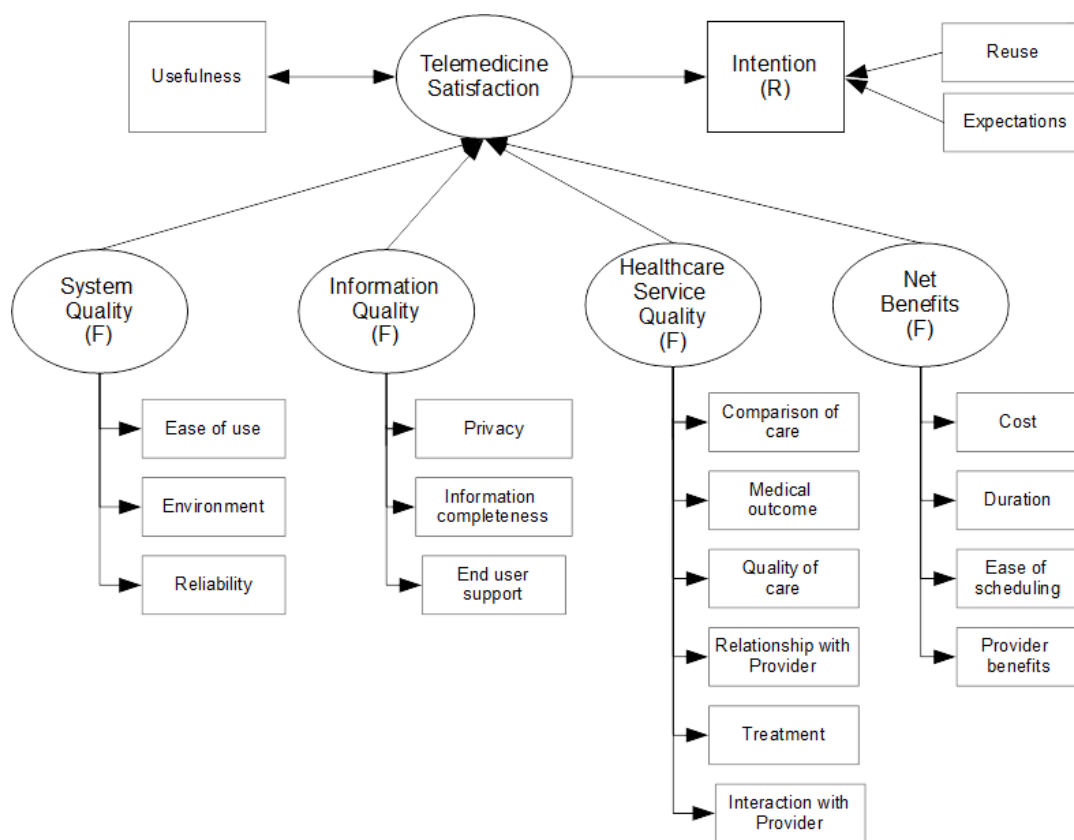 Usefulness
Telemedicine
Satisfaction
Intention
(R)
Reuse
Expectations
System
Quality
(F)
Information
Quality
(F)
Healthcare
Service
Quality
(F)
Net
Benefits
(F)
Ease of use
Environment
Reliability
Privacy
Information
completeness
End user
support
Comparison of
care
Medical
outcome
Quality of
care
Relationship with
Provider
Treatment
Interaction with
Provider
Cost
Duration
Ease of
scheduling
Provider
benefits